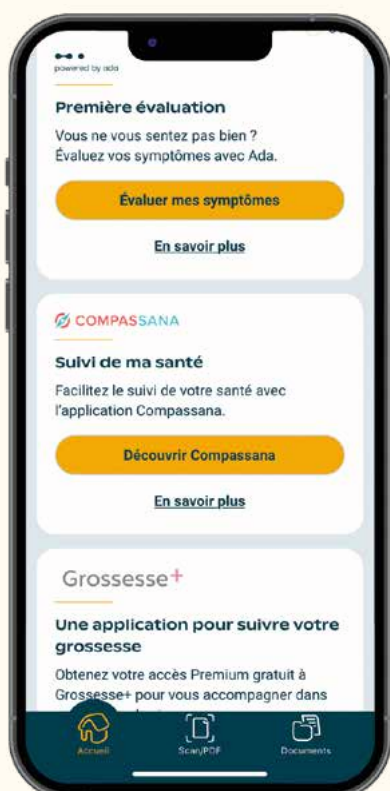 powered by ada
Première évaluation
Vous ne vous sentez pas bien ?
Évaluez vos symptômes avec Ada.
Évaluer mes symptômes
En savoir plus
COMPASSANA
Suivi de ma santé
Facilitez le suivi de votre santé avec
l'application Compassana.
Découvrir Compassana
En savoir plus
Grossesse+
Une application pour suivre votre
grossesse
Obtenez votre accès Premium gratuit à
Grossesse+ pour vous accompagner dans
Accueil
Scan/PDF
Documents